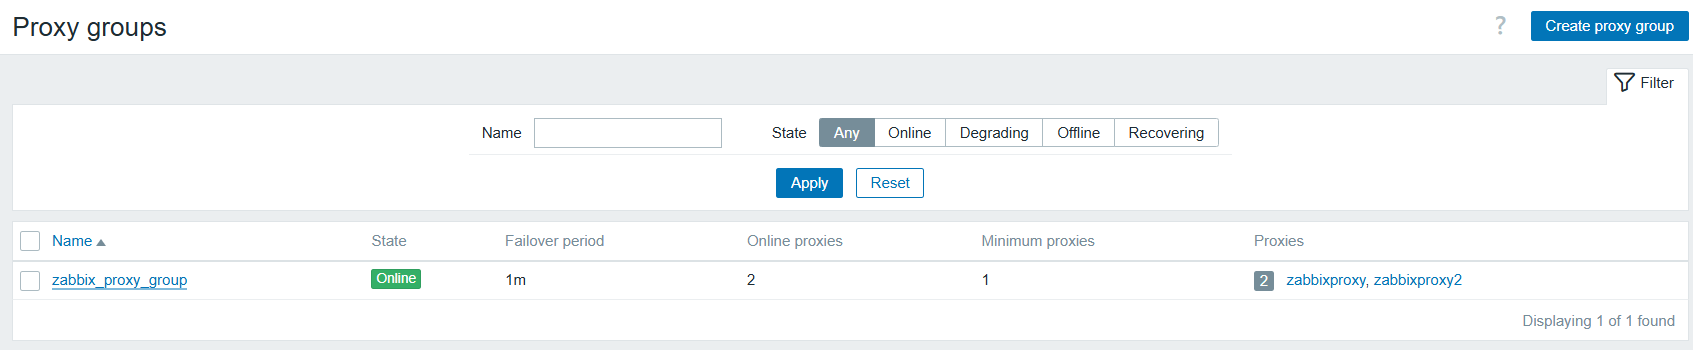 Proxy groups
? Create proxy group
Filter
Name State Any Online Degrading Offline Recovering
Apply Reset
Name State Failover period Online proxies Minimum proxies Proxies
zabbix_proxy_group Online 1m 2 1 2 zabbixproxy, zabbixproxy2
Displaying 1 of 1 found